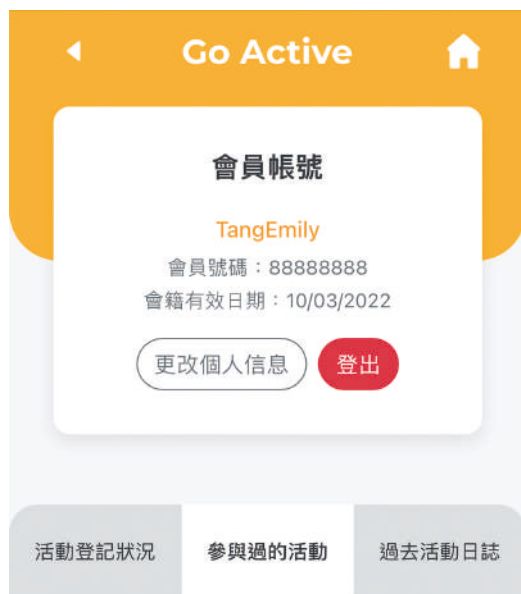 Go Active
會員帳號
TangEmily
會員號碼：88888888
會籍有效日期：10/03/2022
更改個人信息 登出
活動登記狀況 參與過的活動 過去活動日誌